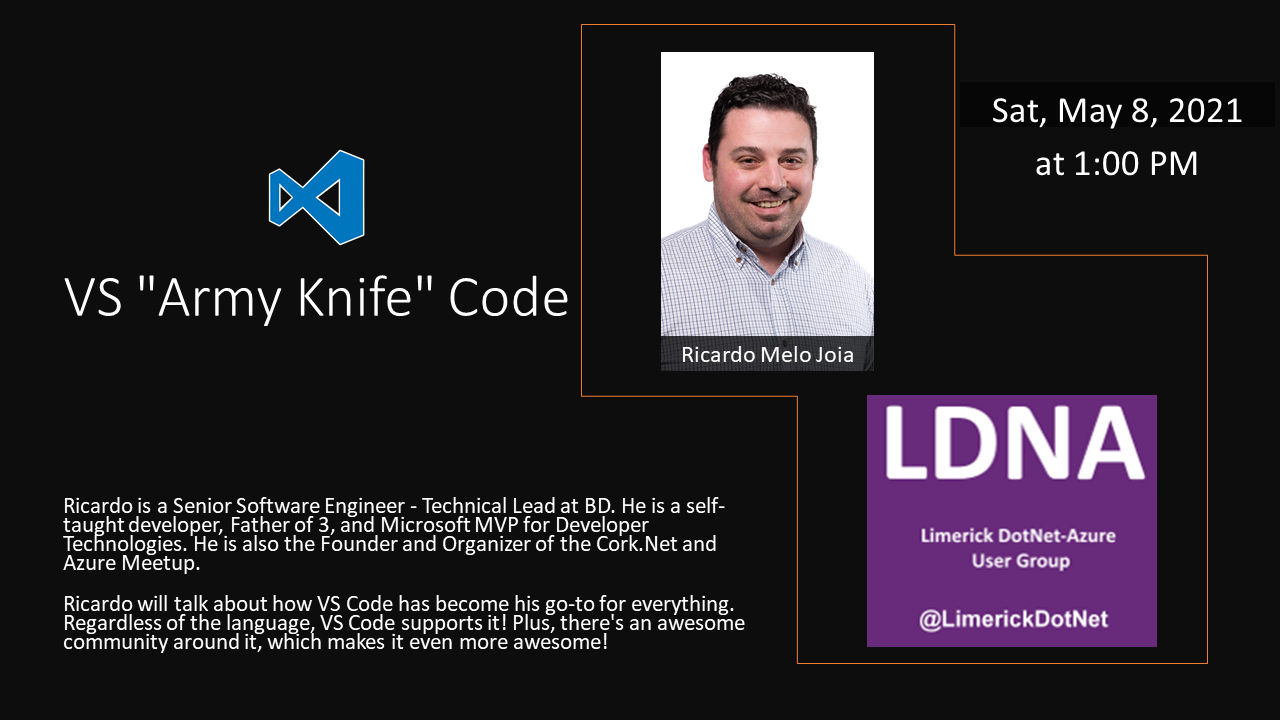 Sat, May 8, 2021
at 1:00 PM
VS "Army Knife" Code
Ricardo Melo Joia
LDNA
Limerick DotNet-Azure
User Group
@LimerickDotNet
Ricardo is a Senior Software Engineer - Technical Lead at BD. He is a self-
taught developer, Father of 3, and Microsoft MVP for Developer
Technologies. He is also the Founder and Organizer of the Cork.Net and
Azure Meetup.
Ricardo will talk about how VS Code has become his go-to for everything.
Regardless of the language, VS Code supports it! Plus, there's an awesome
community around it, which makes it even more awesome!